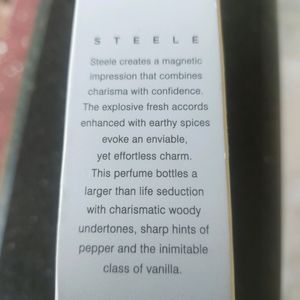 STEELE
Steele creates a magnetic
impression that combines
charisma with confidence.
The explosive fresh accords
enhanced with earthy spices
evoke an enviable,
yet effortless charm.
This perfume bottles a
larger than life seduction
with charismatic woody
undertones, sharp hints of
pepper and the inimitable
class of vanilla.